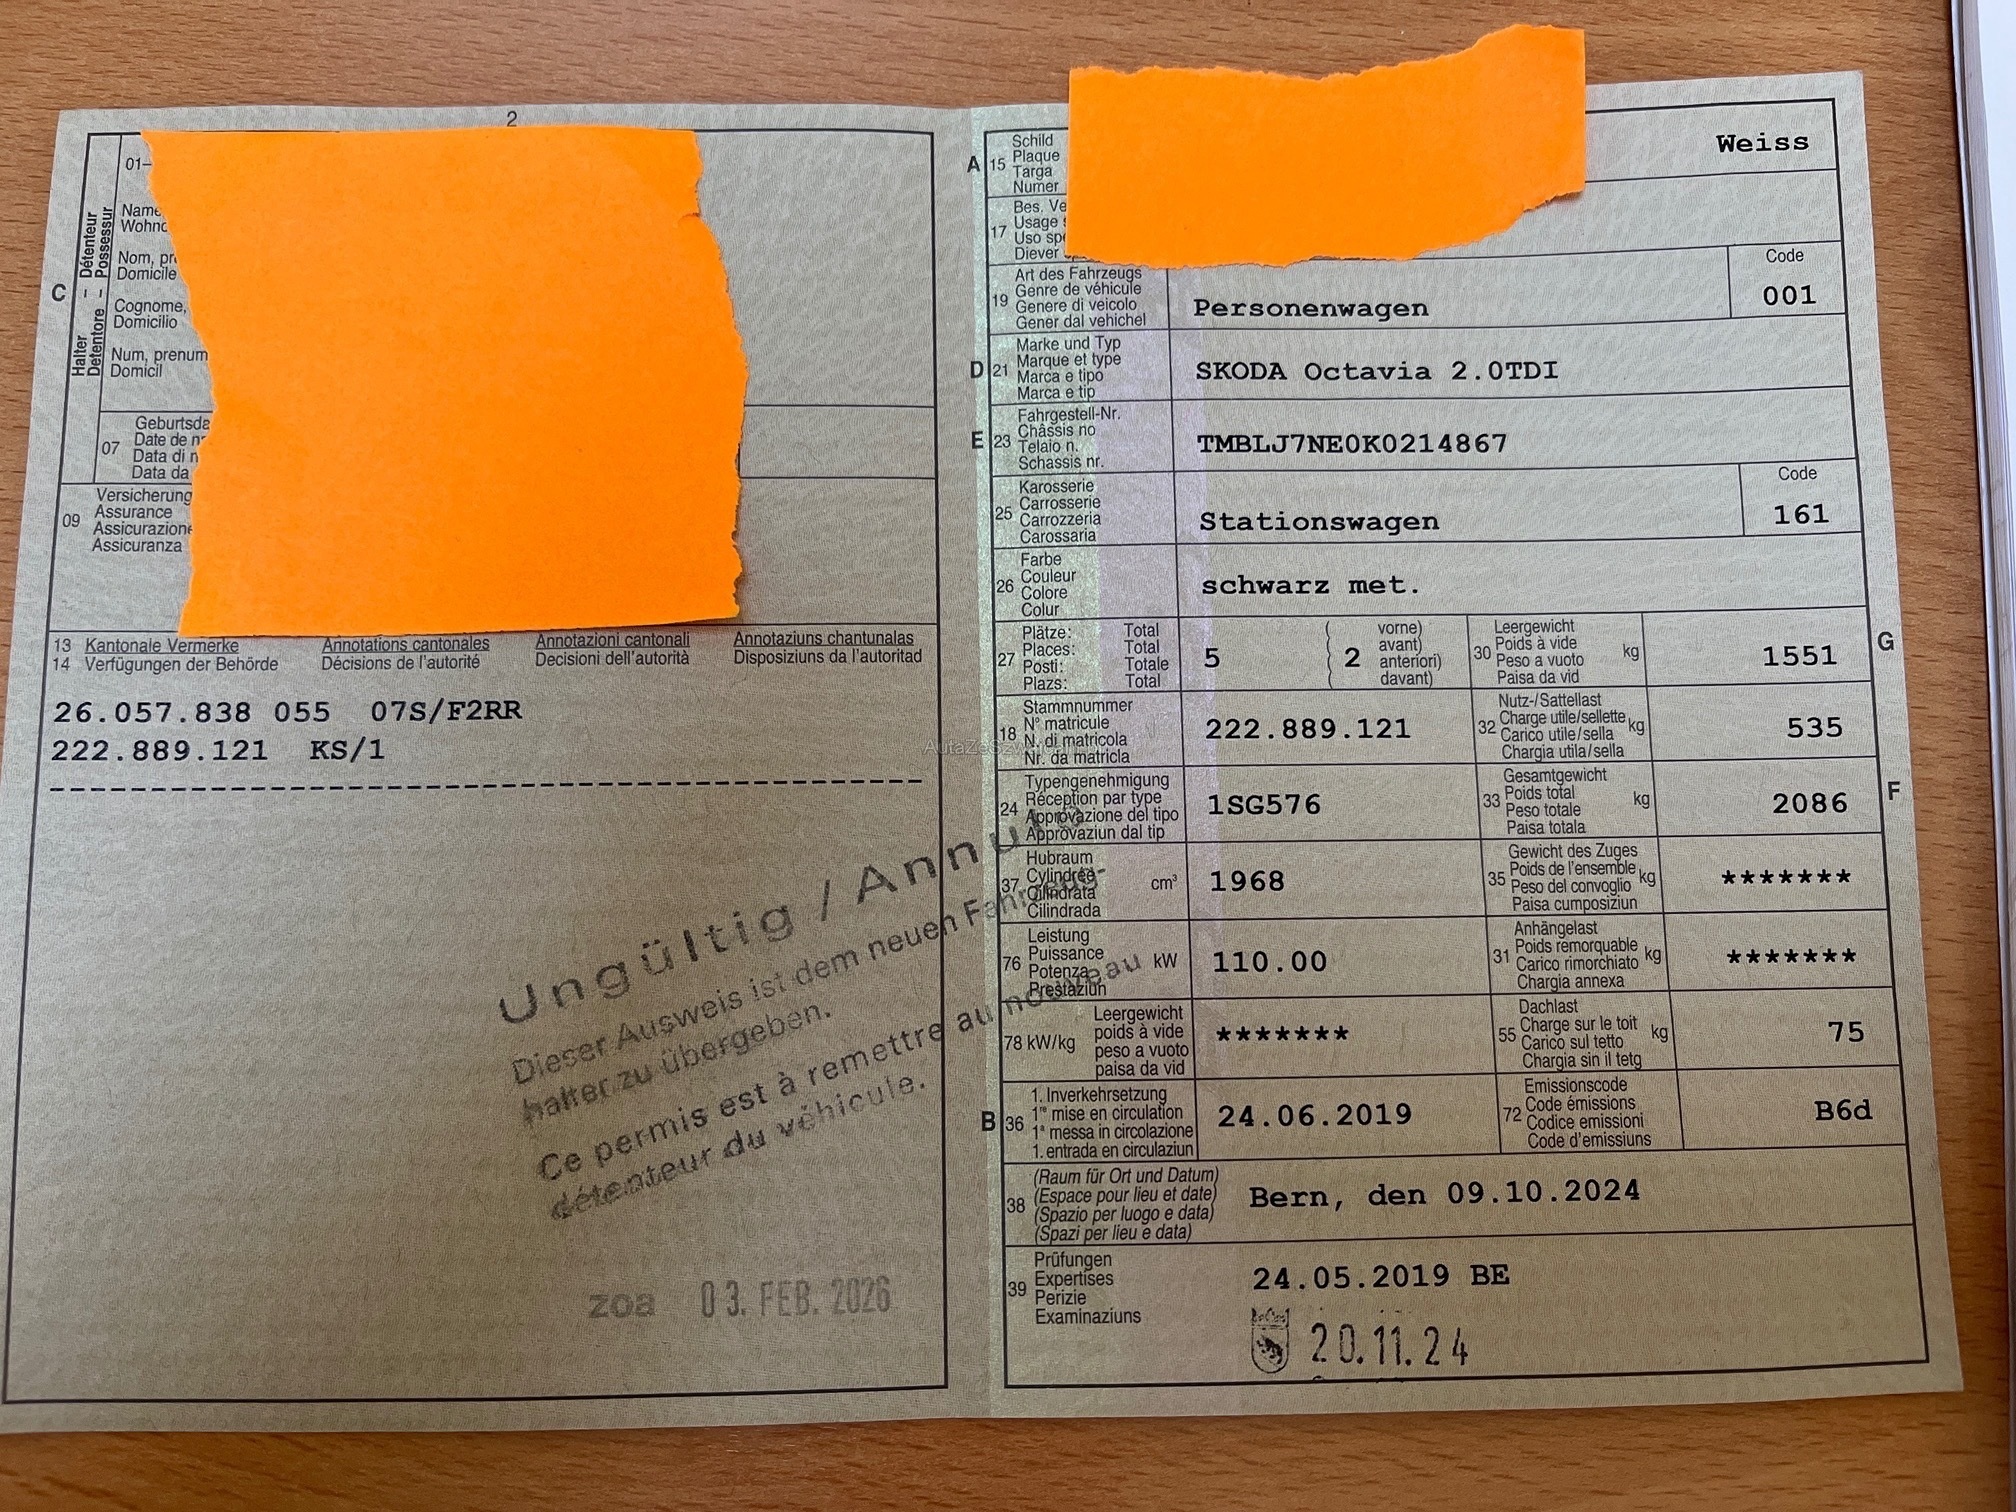 2
01-
Name
Wohno
Nom, pr
Domicile
Cognome,
Domicilio
Num, prenum
Domicil
C
Halter – Détenteur
Detentore – Possessur
07
Geburtsda
Date de n
Data di n
Data da
09
Versicherung
Assurance
Assicurazione
Assicuranza
13 Kantonale Vermerke Annotations cantonales Annotazioni cantonali Annotaziuns chantunalas
14 Verfügungen der Behörde Décisions de l'autorité Decisioni dell'autorità Disposiziuns da l'autoritad
26.057.838 055 07S/F2RR
222.889.121 KS/1
Ungültig / Annulé
Dieser Ausweis ist dem neuen Fahrzeug-
halter zu übergeben.
Ce permis est à remettre au nouveau
détenteur du véhicule.
zoa 03. FEB. 2026
AutaZeSzwajcarii
A 15
Schild
Plaque
Targa
Numer
Weiss
17
Bes. Ve
Usage s
Uso spe
Diever
19
Art des Fahrzeugs
Genre de véhicule
Genere di veicolo
Gener dal vehichel
Personenwagen
Code
001
D 21
Marke und Typ
Marque et type
Marca e tipo
Marca e tip
SKODA Octavia 2.0TDI
E 23
Fahrgestell-Nr.
Châssis no
Telaio n.
Schassis nr.
TMBLJ7NE0K0214867
25
Karosserie
Carrosserie
Carrozzeria
Carossaria
Stationswagen
Code
161
26
Farbe
Couleur
Colore
Colur
schwarz met.
27
Plätze: Total
Places: Total
Posti: Totale
Plazs: Total
5
2
vorne)
avant)
anteriori)
davant)
30
Leergewicht
Poids à vide
Peso a vuoto
Paisa da vid
kg
1551
G
18
Stammnummer
N° matricule
N. di matricola
Nr. da matricla
222.889.121
32
Nutz-/Sattellast
Charge utile/sellette
Carico utile/sella
Chargia utila/sella
kg
535
24
Typengenehmigung
Réception par type
Approvazione del tipo
Approvaziun dal tip
1SG576
33
Gesamtgewicht
Poids total
Peso totale
Paisa totala
kg
2086
F
37
Hubraum
Cylindrée
Cilindrata
Cilindrada
cm³
1968
35
Gewicht des Zuges
Poids de l'ensemble
Peso del convoglio
Paisa cumposiziun
kg
*******
76
Leistung
Puissance
Potenza
Prestaziun
kW
110.00
31
Anhängelast
Poids remorquable
Carico rimorchiato
Chargia annexa
kg
*******
78 kW/kg
Leergewicht
poids à vide
peso a vuoto
paisa da vid
*******
55
Dachlast
Charge sur le toit
Carico sul tetto
Chargia sin il tetg
kg
75
B 36
1. Inverkehrsetzung
1re mise en circulation
1a messa in circolazione
1. entrada en circulaziun
24.06.2019
72
Emissionscode
Code émissions
Codice emissioni
Code d'emissiuns
B6d
38
(Raum für Ort und Datum)
(Espace pour lieu et date)
(Spazio per luogo e data)
(Spazi per lieu e data)
Bern, den 09.10.2024
39
Prüfungen
Expertises
Perizie
Examinaziuns
24.05.2019 BE
20.11.24